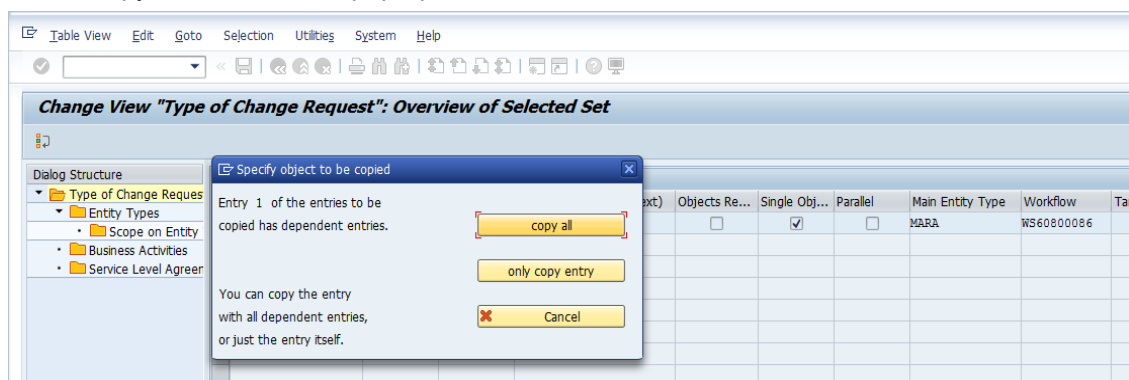 Table View Edit Goto Selection Utilities System Help
Change View "Type of Change Request": Overview of Selected Set
Dialog Structure
Type of Change Reques
Entity Types
Scope on Entity
Business Activities
Service Level Agreer
Specify object to be copied
Entry 1 of the entries to be
copied has dependent entries.
copy all
only copy entry
You can copy the entry
with all dependent entries,
or just the entry itself.
Cancel
ext) Objects Re... Single Obj... Parallel Main Entity Type Workflow Ta
MARA WS60800086